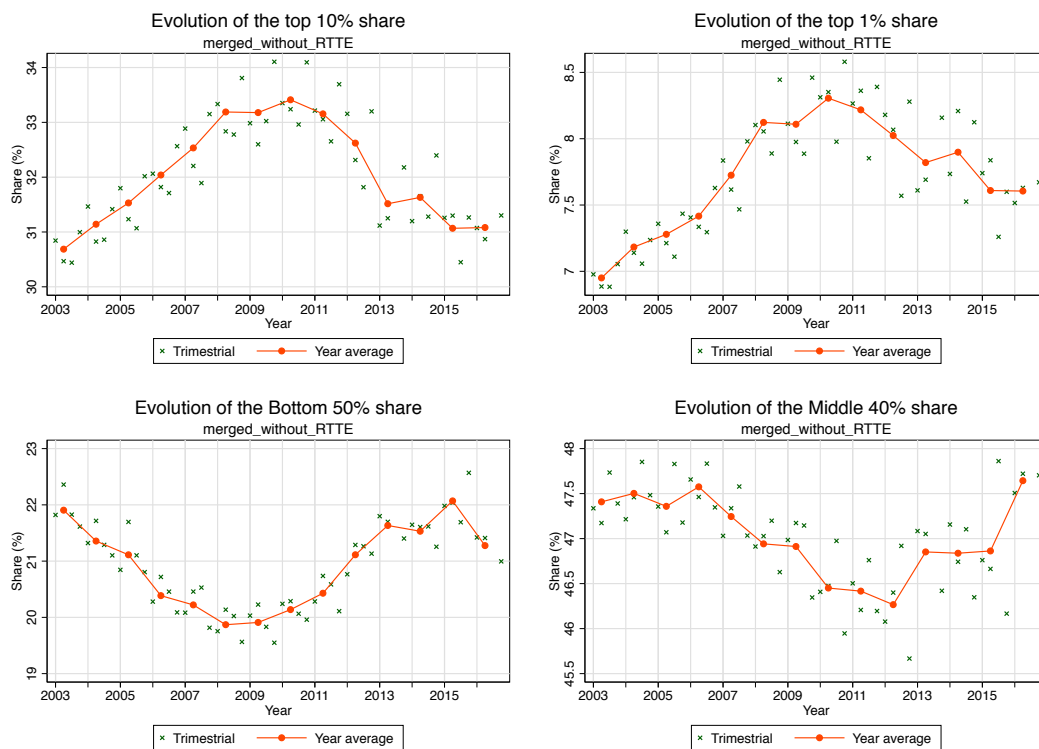 Evolution of the top 10% share
merged_without_RTTE
Share (%)
34
33
32
31
30
2003 2005 2007 2009 2011 2013 2015
Year
Trimestrial Year average
Evolution of the top 1% share
merged_without_RTTE
Share (%)
8.5
8
7.5
7
2003 2005 2007 2009 2011 2013 2015
Year
Trimestrial Year average
Evolution of the Bottom 50% share
merged_without_RTTE
Share (%)
23
22
21
20
19
2003 2005 2007 2009 2011 2013 2015
Year
Trimestrial Year average
Evolution of the Middle 40% share
merged_without_RTTE
Share (%)
48
47.5
47
46.5
46
45.5
2003 2005 2007 2009 2011 2013 2015
Year
Trimestrial Year average